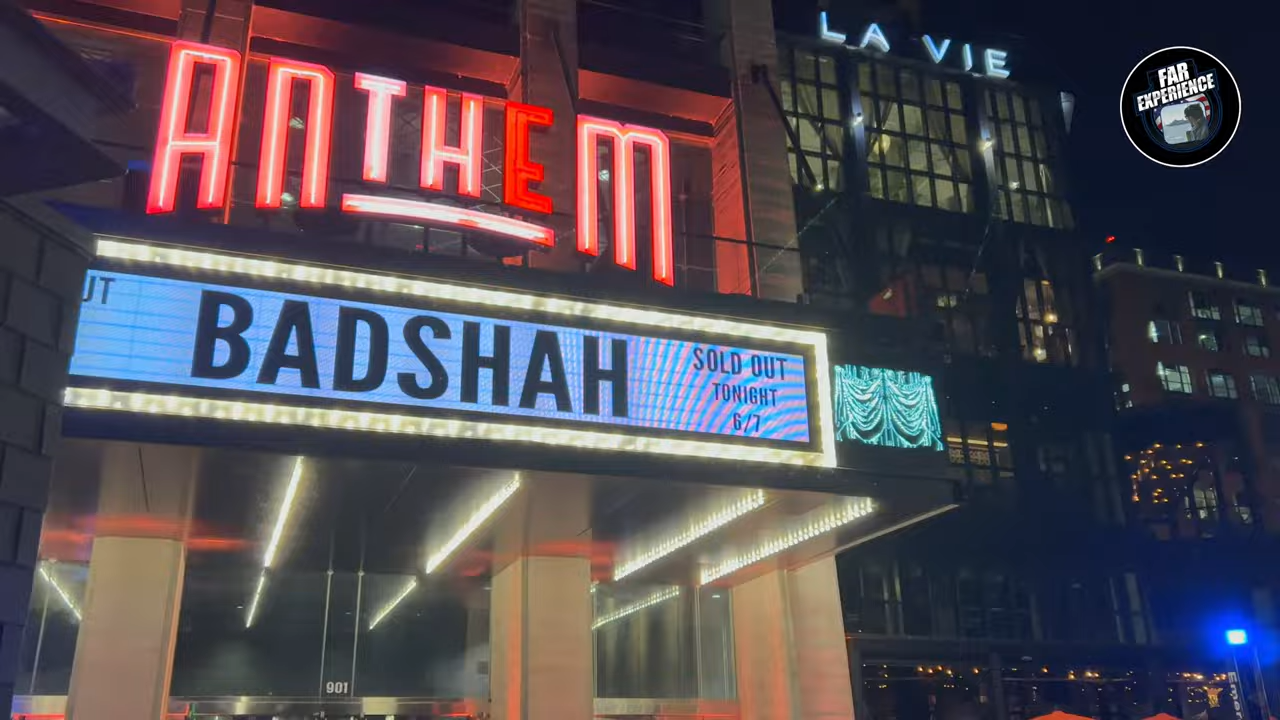 ANTHEM
LA VIE
FAR
EXPERIENCE
UT
BADSHAH
SOLD OUT
TONIGHT
6/7
901